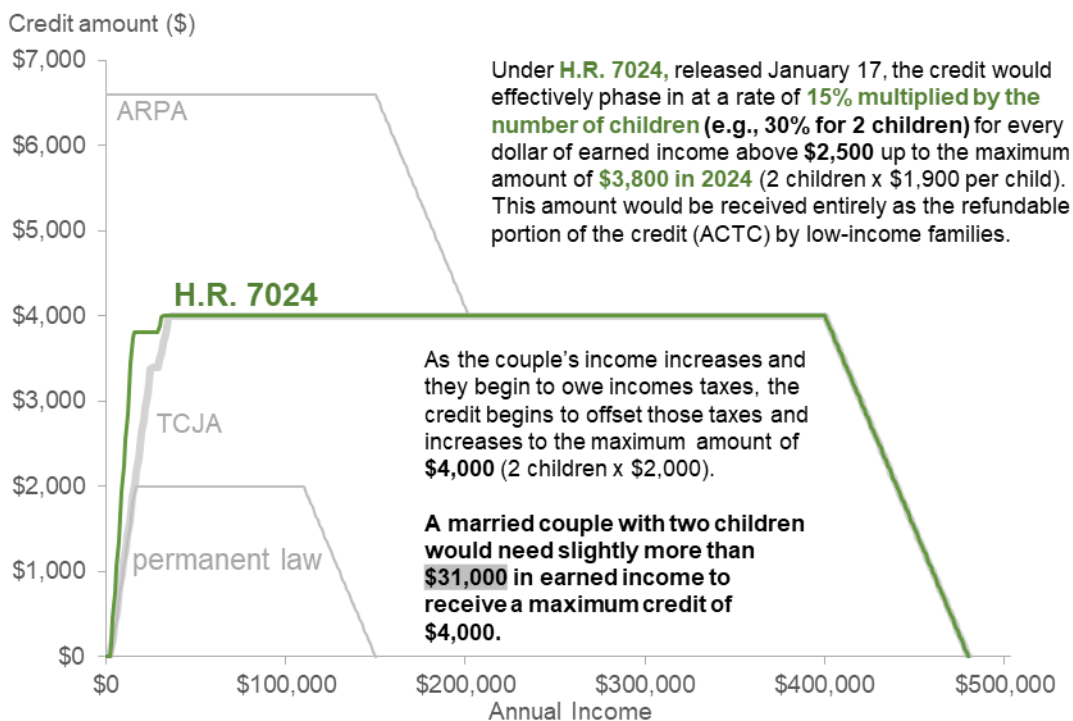 Credit amount ($)
$7,000
$6,000
$5,000
$4,000
$3,000
$2,000
$1,000
$0
ARPA
Under H.R. 7024, released January 17, the credit would
effectively phase in at a rate of 15% multiplied by the
number of children (e.g., 30% for 2 children) for every
dollar of earned income above $2,500 up to the maximum
amount of $3,800 in 2024 (2 children x $1,900 per child).
This amount would be received entirely as the refundable
portion of the credit (ACTC) by low-income families.
H.R. 7024
As the couple’s income increases and
they begin to owe incomes taxes, the
credit begins to offset those taxes and
increases to the maximum amount of
$4,000 (2 children x $2,000).
TCJA
A married couple with two children
would need slightly more than
$31,000 in earned income to
receive a maximum credit of
$4,000.
permanent law
$0
$100,000
$200,000
$300,000
$400,000
$500,000
Annual Income